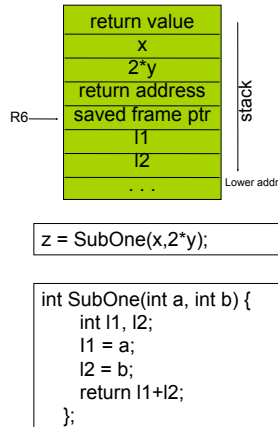 return value
x
2*y
return address
R6
saved frame ptr
l1
l2
. . .
stack
Lower addr
z = SubOne(x,2*y);
int SubOne(int a, int b) {
int l1, l2;
l1 = a;
l2 = b;
return l1+l2;
};